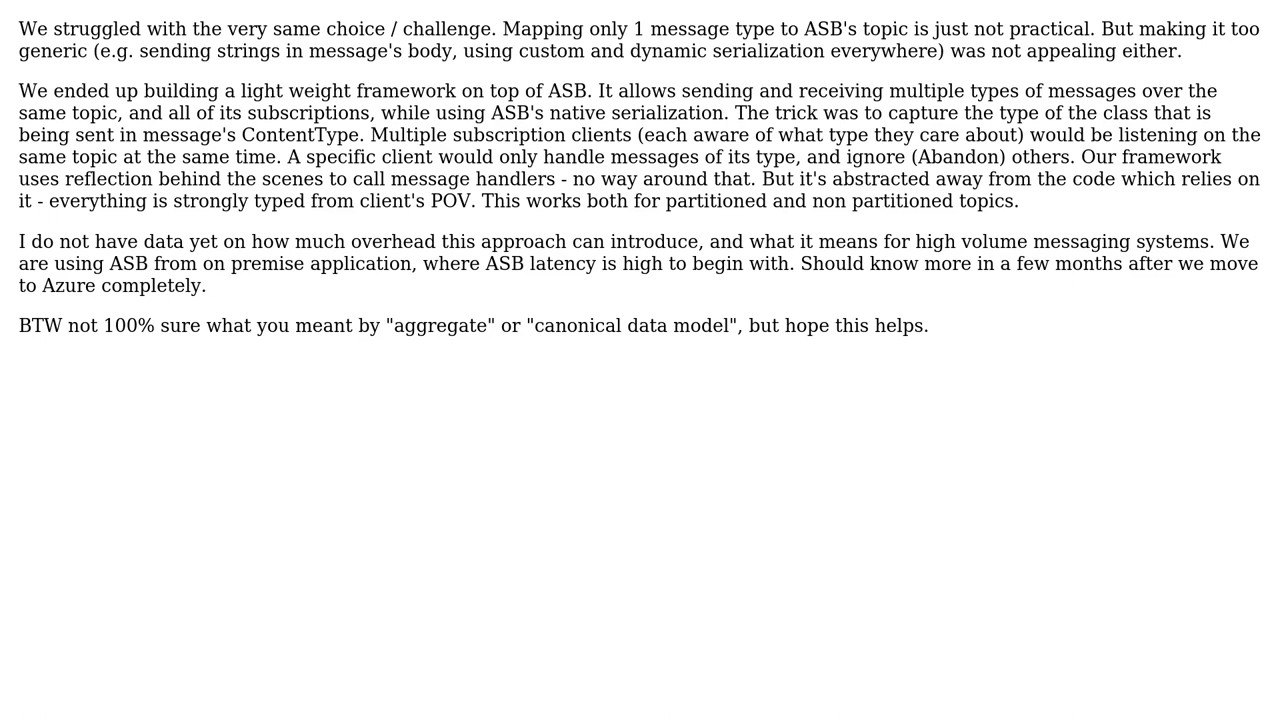 We struggled with the very same choice / challenge. Mapping only 1 message type to ASB's topic is just not practical. But making it too
generic (e.g. sending strings in message's body, using custom and dynamic serialization everywhere) was not appealing either.
We ended up building a light weight framework on top of ASB. It allows sending and receiving multiple types of messages over the
same topic, and all of its subscriptions, while using ASB's native serialization. The trick was to capture the type of the class that is
being sent in message's ContentType. Multiple subscription clients (each aware of what type they care about) would be listening on the
same topic at the same time. A specific client would only handle messages of its type, and ignore (Abandon) others. Our framework
uses reflection behind the scenes to call message handlers - no way around that. But it's abstracted away from the code which relies on
it - everything is strongly typed from client's POV. This works both for partitioned and non partitioned topics.
I do not have data yet on how much overhead this approach can introduce, and what it means for high volume messaging systems. We
are using ASB from on premise application, where ASB latency is high to begin with. Should know more in a few months after we move
to Azure completely.
BTW not 100% sure what you meant by "aggregate" or "canonical data model", but hope this helps.